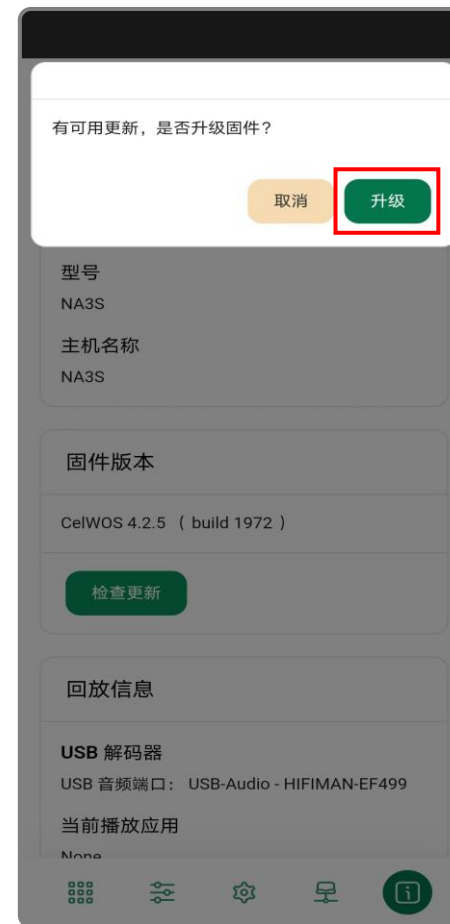 有可用更新，是否升级固件？
取消 升级
型号
NA3S
主机名称
NA3S
固件版本
CelWOS 4.2.5 （ build 1972 ）
检查更新
回放信息
USB 解码器
USB 音频端口： USB-Audio - HIFIMAN-EF499
当前播放应用
None